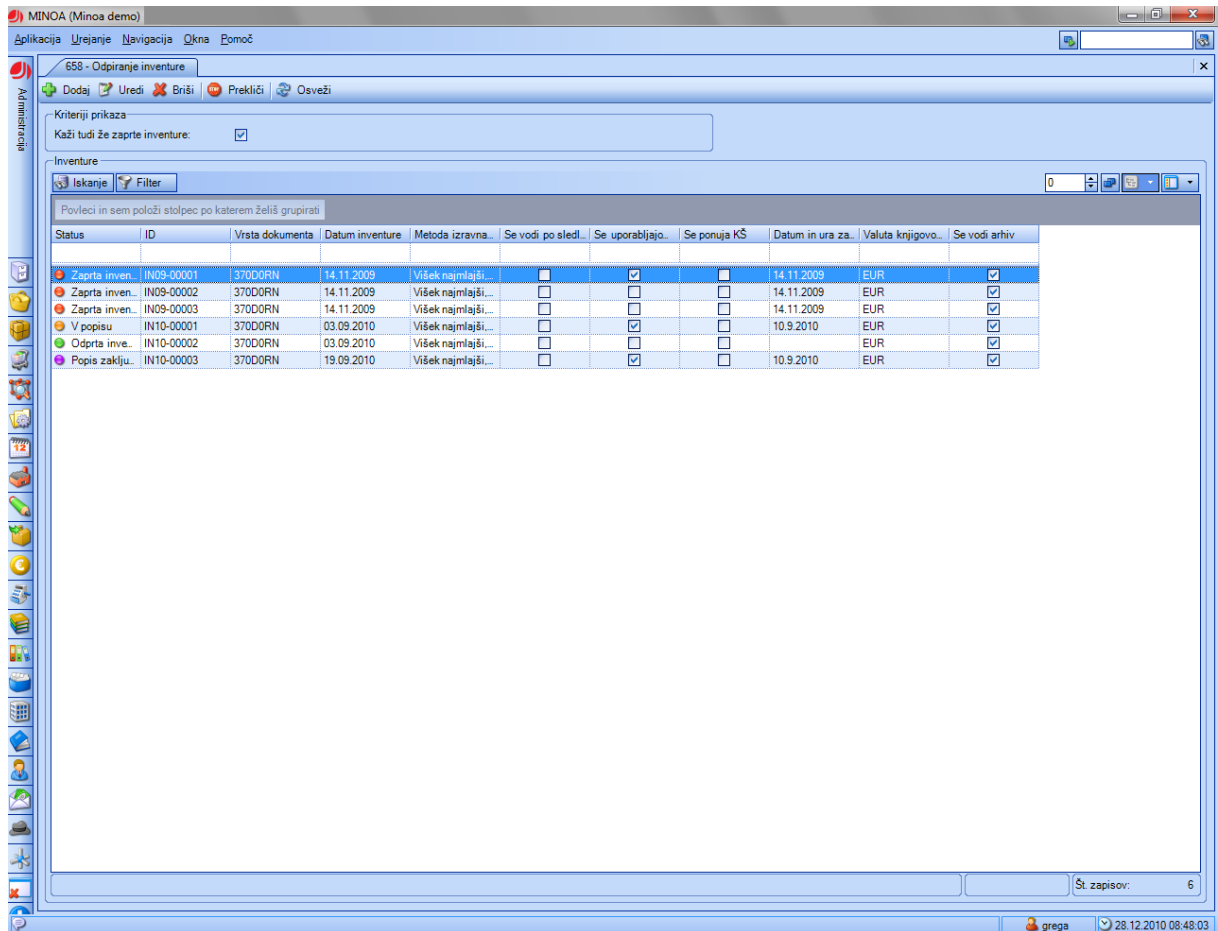 MINOA (Minoa demo)
Aplikacija Urejanje Navigacija Okna Pomoč
658 - Odpiranje inventure
Administracija
Dodaj Uredi Briši Prekliči Osveži
Kriteriji prikaza
Kaži tudi že zaprte inventure:
Inventure
Iskanje Filter 0
Povleci in sem položi stolpec po katerem želiš grupirati
Status ID Vrsta dokumenta Datum inventure Metoda izravna... Se vodi po sledl... Se uporabljajo... Se ponuja KŠ Datum in ura za... Valuta knjigovo... Se vodi arhiv
Zaprta inven... IN09-00001 370D0RN 14.11.2009 Višek najmlajši,... 14.11.2009 EUR
Zaprta inven... IN09-00002 370D0RN 14.11.2009 Višek najmlajši,... 14.11.2009 EUR
Zaprta inven... IN09-00003 370D0RN 14.11.2009 Višek najmlajši,... 14.11.2009 EUR
V popisu IN10-00001 370D0RN 03.09.2010 Višek najmlajši,... 10.9.2010 EUR
Odprta inve... IN10-00002 370D0RN 03.09.2010 Višek najmlajši,... EUR
Popis zaklju... IN10-00003 370D0RN 19.09.2010 Višek najmlajši,... 10.9.2010 EUR
12
Št. zapisov: 6
grega 28.12.2010 08:48:03